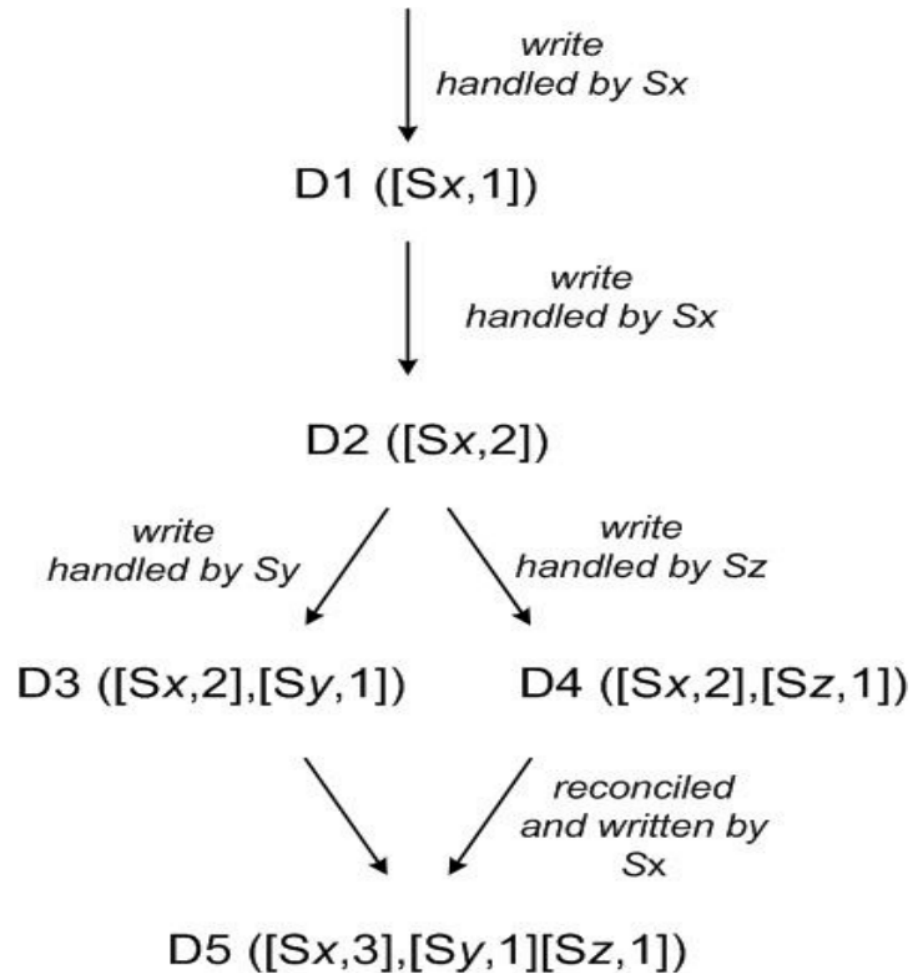 write
handled by Sx
D1 ([Sx,1])
write
handled by Sx
D2 ([Sx,2])
write
handled by Sy
write
handled by Sz
D3 ([Sx,2],[Sy,1])
D4 ([Sx,2],[Sz,1])
reconciled
and written by
Sx
D5 ([Sx,3],[Sy,1][Sz,1])